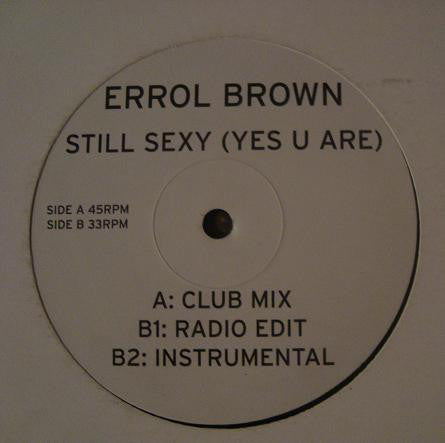 ERROL BROWN
STILL SEXY (YES U ARE)
SIDE A 45RPM
SIDE B 33RPM
A: CLUB MIX
B1: RADIO EDIT
B2: INSTRUMENTAL